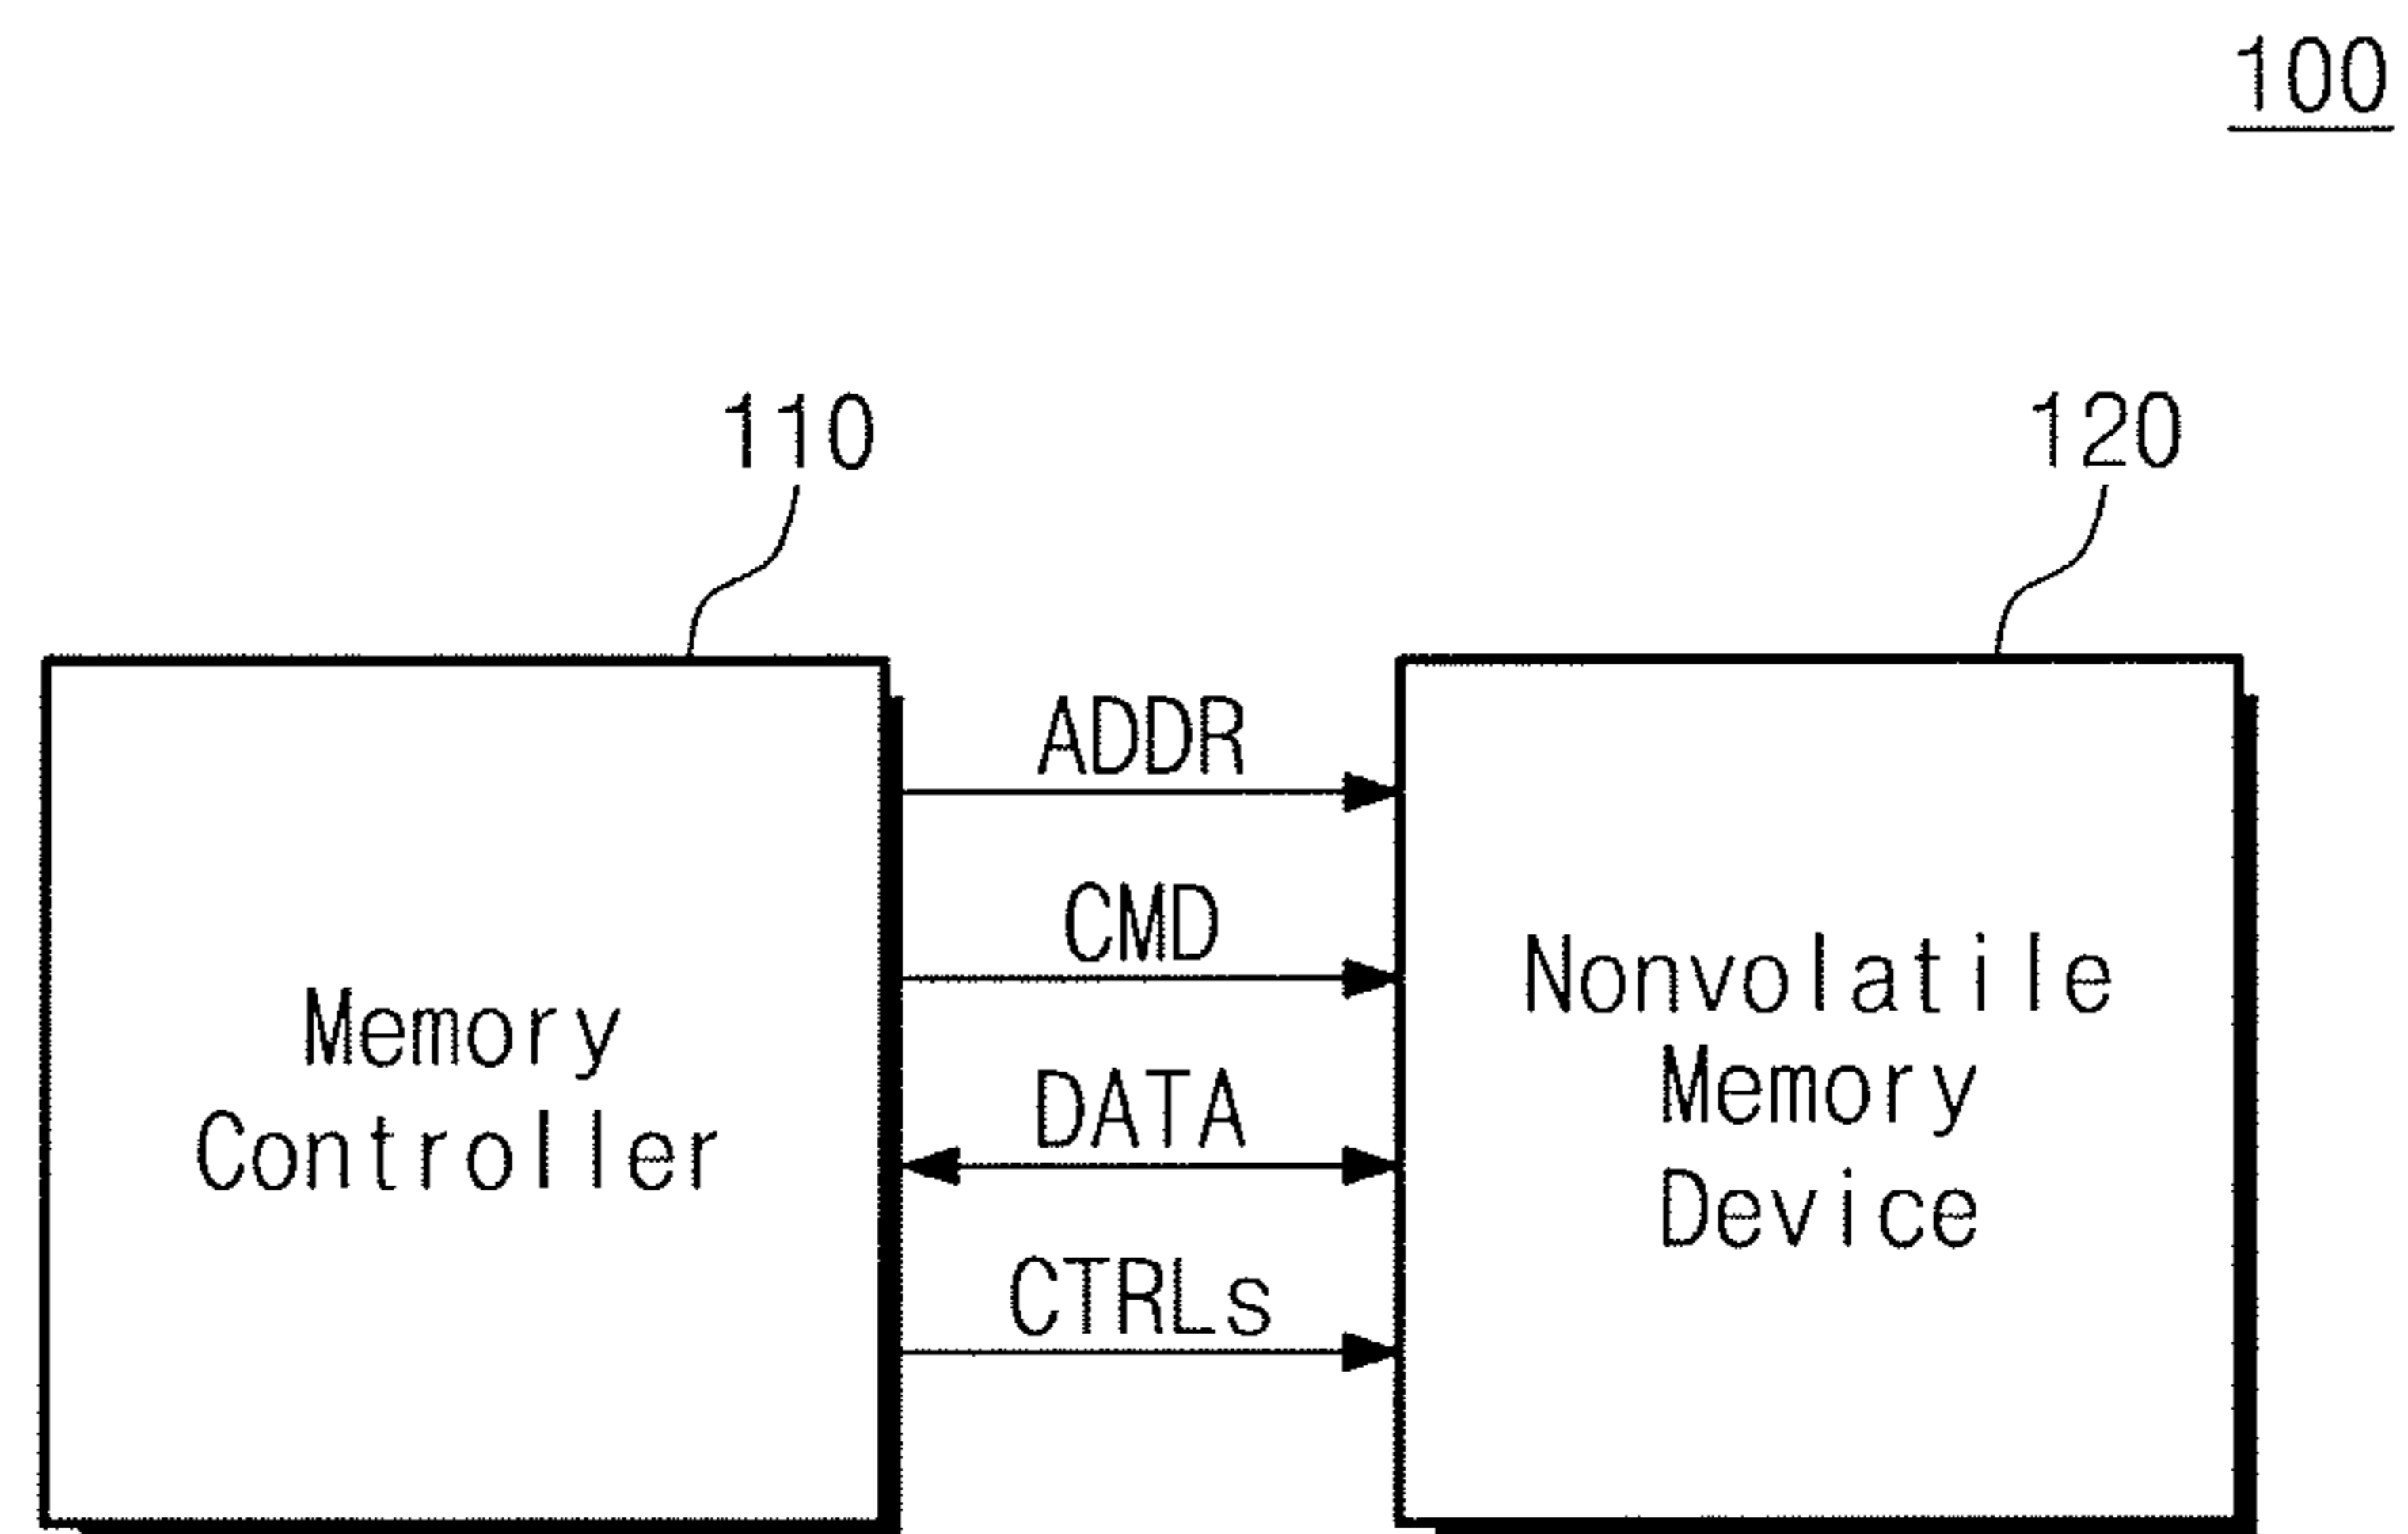 100
110
120
ADDR
CMD
DATA
CTRLs
Memory
Controller
Nonvolatile
Memory
Device